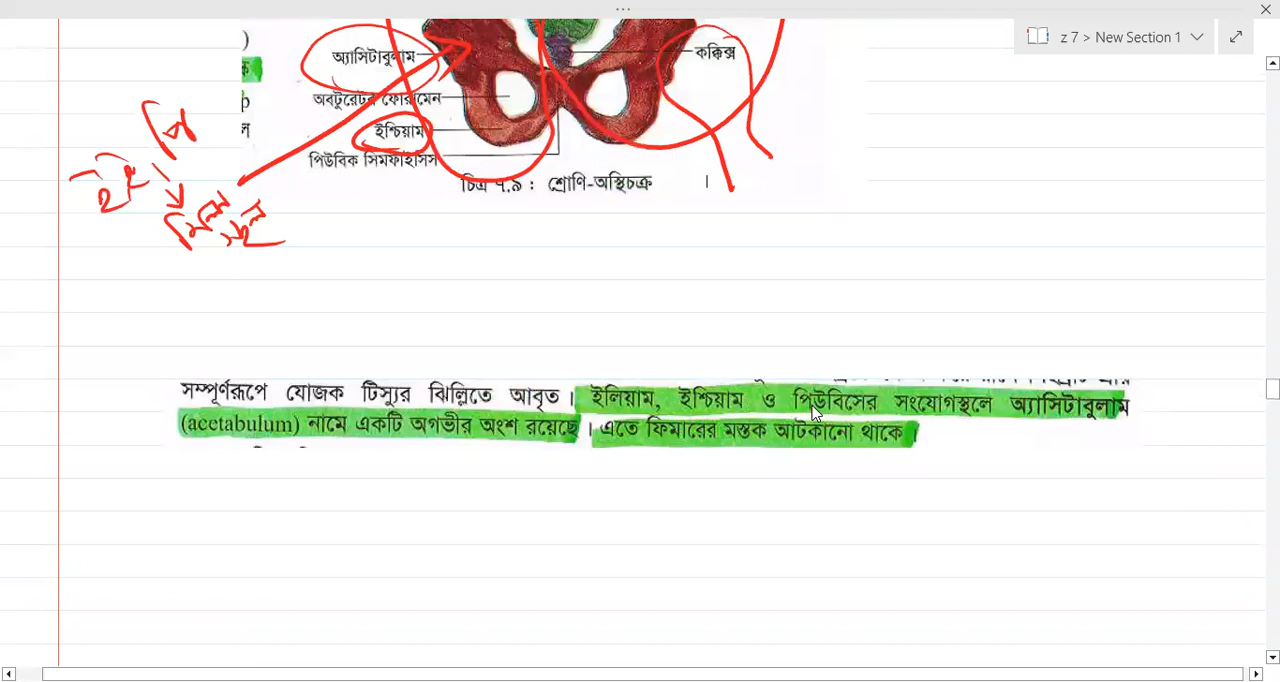 z 7 > New Section 1
)
অ্যাসিটাবুলাম
কক্সিক্স
অবটুরেটর ফোরামেন
ইশ্চিয়াম
পিউবিক সিমফাইসিস
চিত্র ৭.৯ : শ্রোণি-অস্থিচক্র ।
সম্পূর্ণরূপে যোজক টিস্যুর ঝিল্লিতে আবৃত। ইলিয়াম, ইশ্চিয়াম ও পিউবিসের সংযোগস্থলে অ্যাসিটাবুলাম
(acetabulum) নামে একটি অগভীর অংশ রয়েছে । এতে ফিমারের মস্তক আটকানো থাকে ।